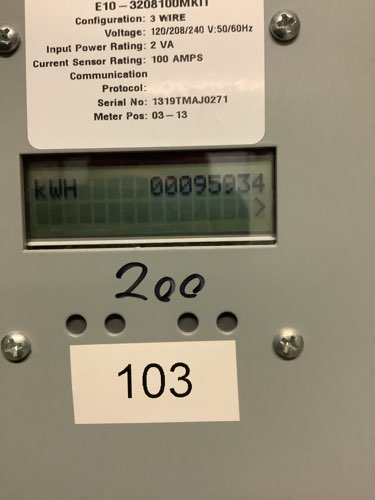 E10-3208100MKIT
Configuration: 3 WIRE
Voltage: 120/208/240 V:50/60Hz
Input Power Rating: 2 VA
Current Sensor Rating: 100 AMPS
Communication
Protocol:
Serial No: 1319TMAJ0271
Meter Pos: 03-13
kWH 00095934
>
200
103